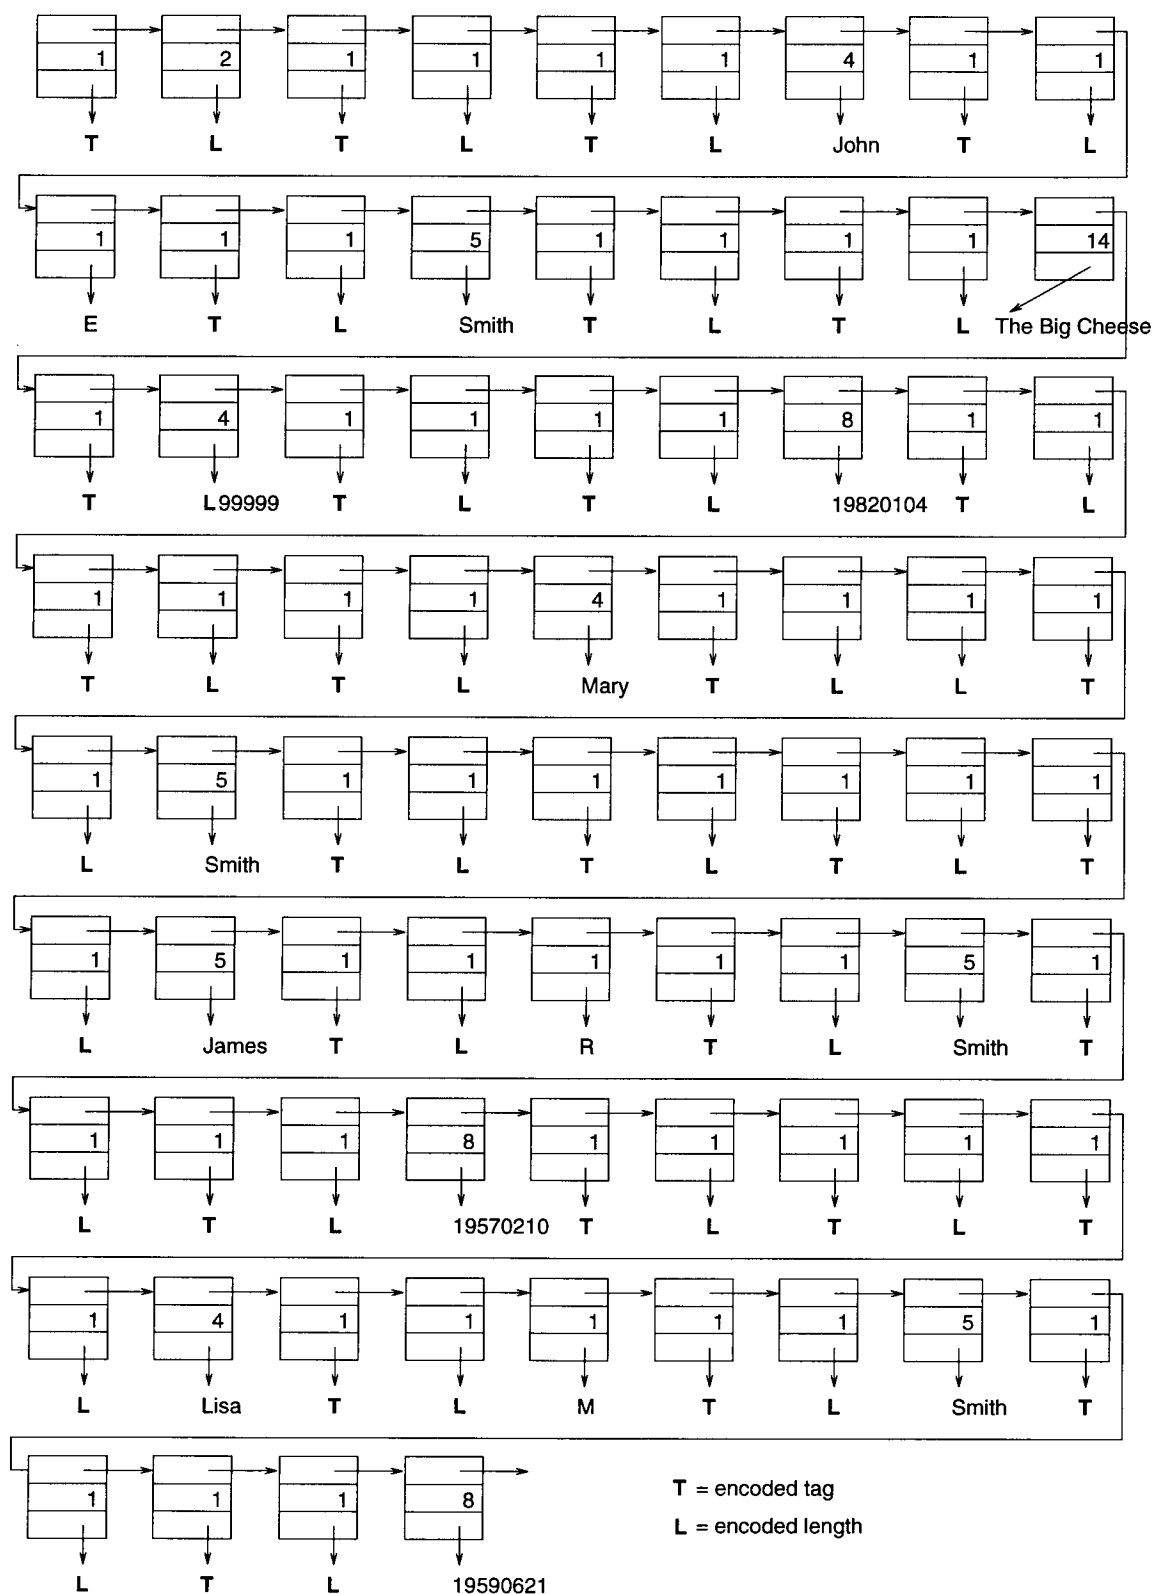 1 2 1 1 1 1 4 1 1
T L T L T L John T L
1 1 1 5 1 1 1 1 14
E T L Smith T L T L The Big Cheese
1 4 1 1 1 1 8 1 1
T L 99999 T L T L 19820104 T L
1 1 1 1 4 1 1 1 1
T L T L Mary T L L T
1 5 1 1 1 1 1 1 1
L Smith T L T L T L T
1 5 1 1 1 1 1 5 1
L James T L R T L Smith T
1 1 1 8 1 1 1 1 1
L T L 19570210 T L T L T
1 4 1 1 1 1 1 5 1
L Lisa T L M T L Smith T
1 1 1 8
T = encoded tag
L = encoded length
L T L 19590621